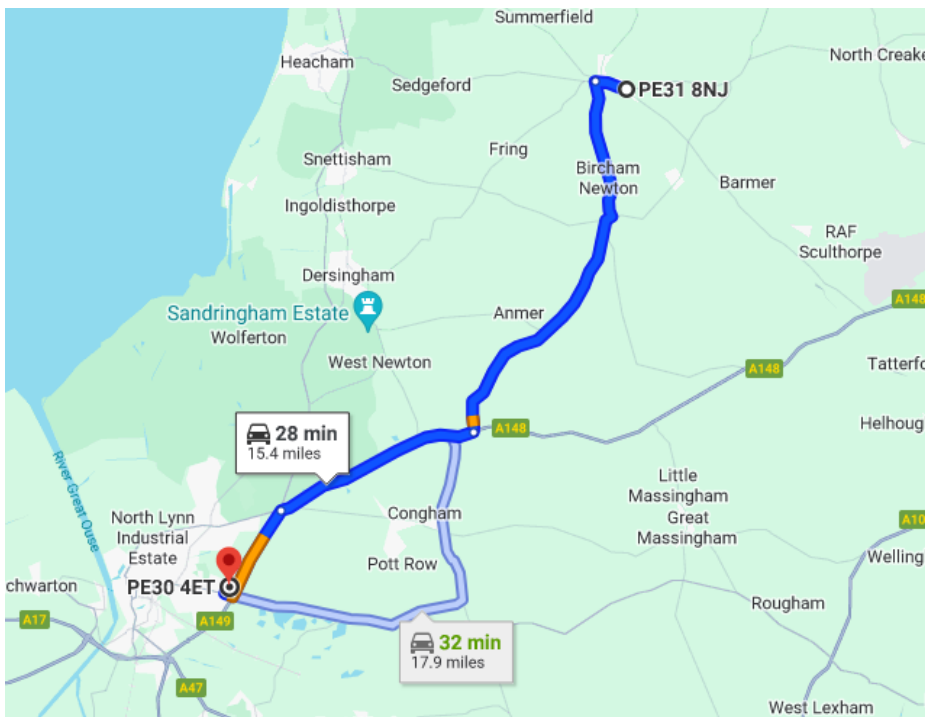 Summerfield
North Creake
Heacham
Sedgeford
PE31 8NJ
Fring
Snettisham
Bircham
Newton
Barmer
Ingoldisthorpe
RAF
Sculthorpe
Dersingham
A148
Sandringham Estate
Wolferton
Anmer
West Newton
A148
Tatterfo
A148
Helhough
28 min
15.4 miles
River Great Ouse
Little
Massingham
Great
Massingham
North Lynn
Industrial
Estate
Congham
A10
Pott Row
Welling
chwarton
PE30 4ET
Rougham
A17
A149
32 min
17.9 miles
A47
West Lexham